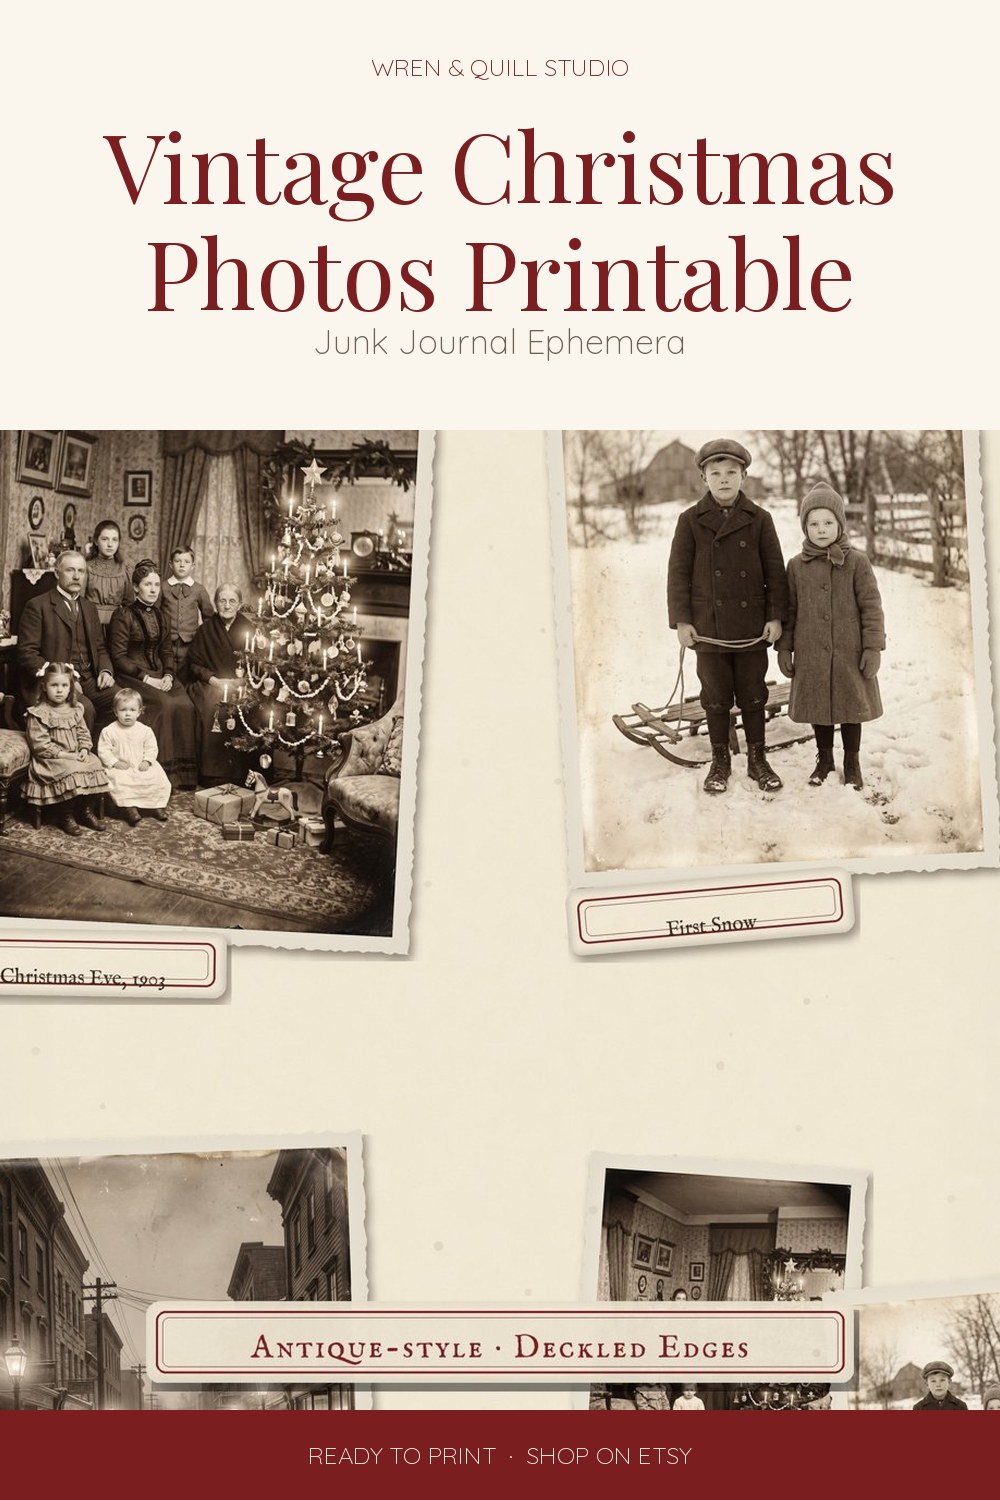 WREN & QUILL STUDIO
Vintage Christmas
Photos Printable
Junk Journal Ephemera
First Snow
Christmas Eve, 1903
Antique-style · Deckled Edges
READY TO PRINT · SHOP ON ETSY